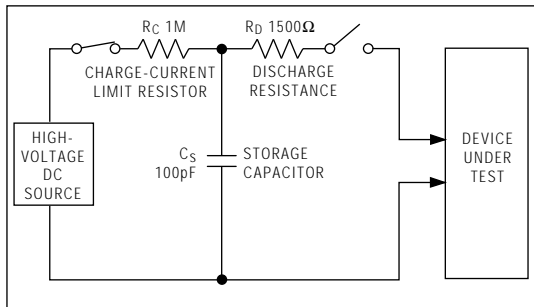 RC 1M
CHARGE-CURRENT
LIMIT RESISTOR
RD 1500Ω
DISCHARGE
RESISTANCE
HIGH-
VOLTAGE
DC
SOURCE
CS
100pF
STORAGE
CAPACITOR
DEVICE
UNDER
TEST